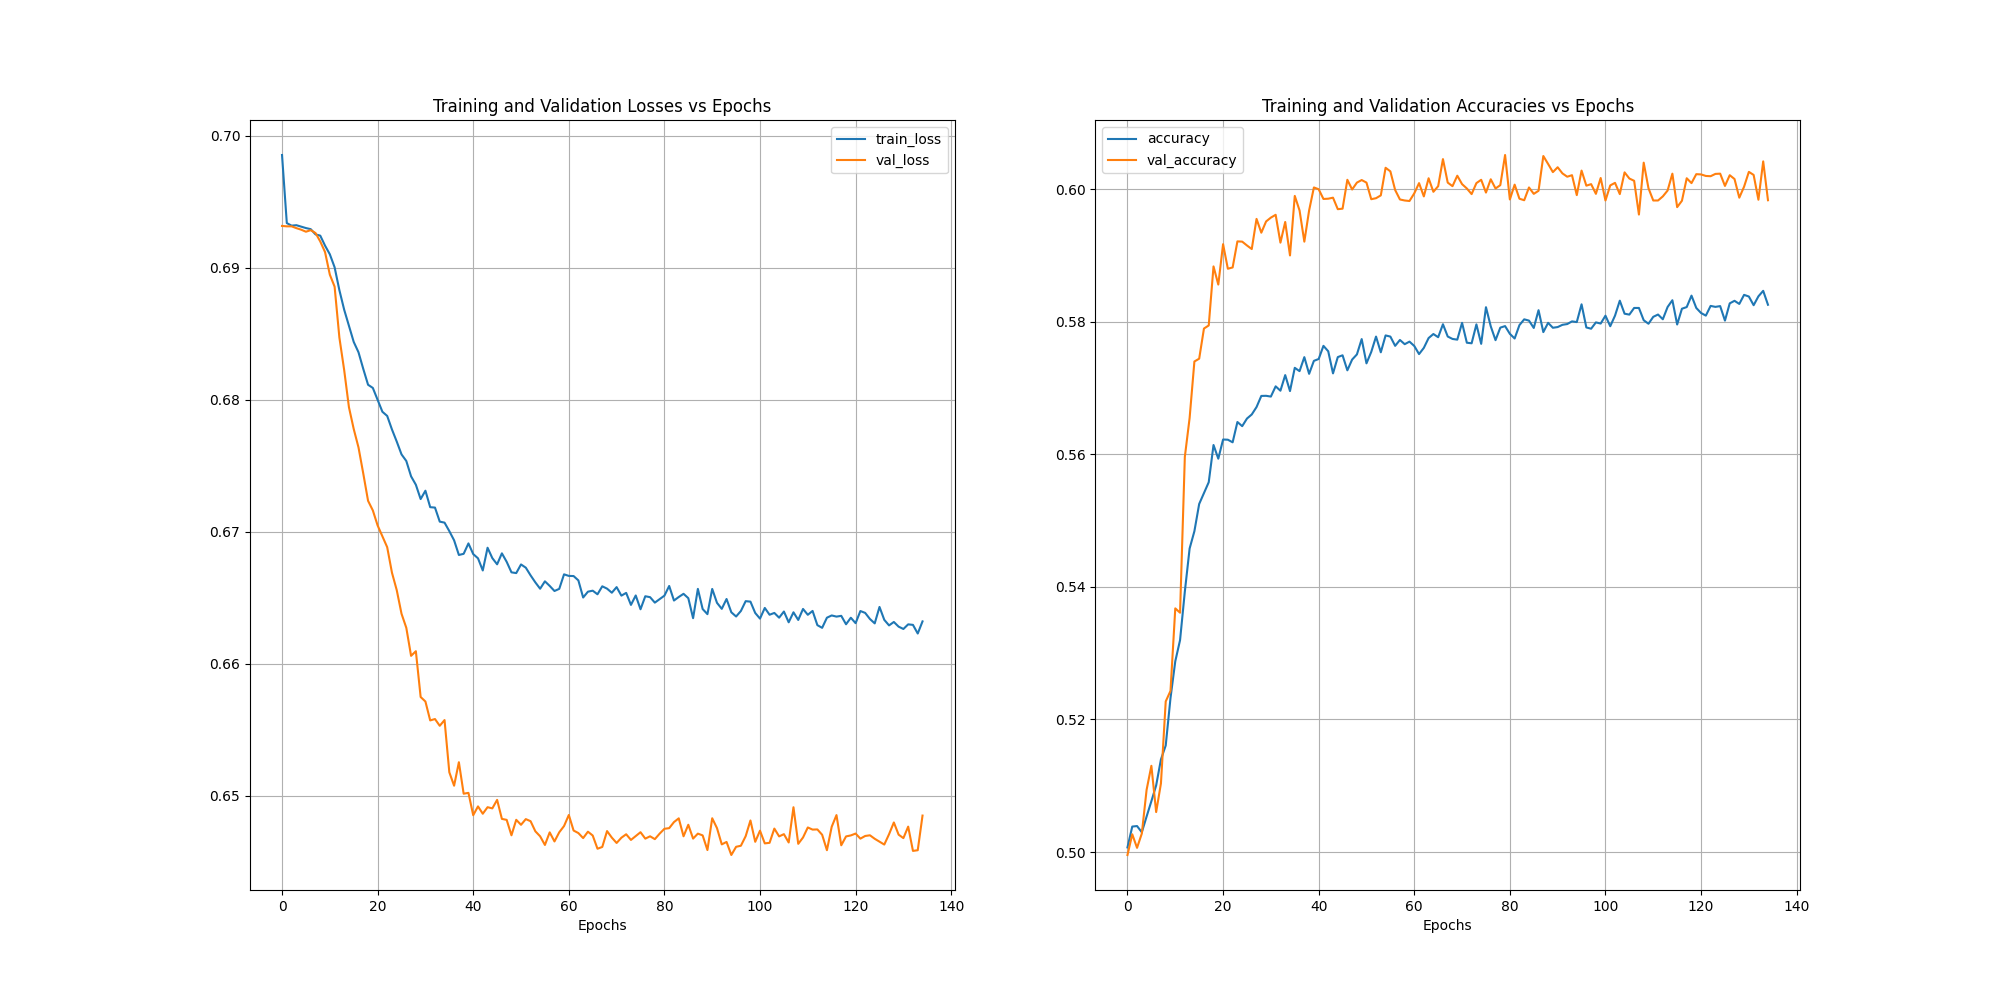 Training and Validation Losses vs Epochs
train_loss
val_loss
0.70
0.69
0.68
0.67
0.66
0.65
0 20 40 60 80 100 120 140
Epochs
Training and Validation Accuracies vs Epochs
accuracy
val_accuracy
0.60
0.58
0.56
0.54
0.52
0.50
0 20 40 60 80 100 120 140
Epochs